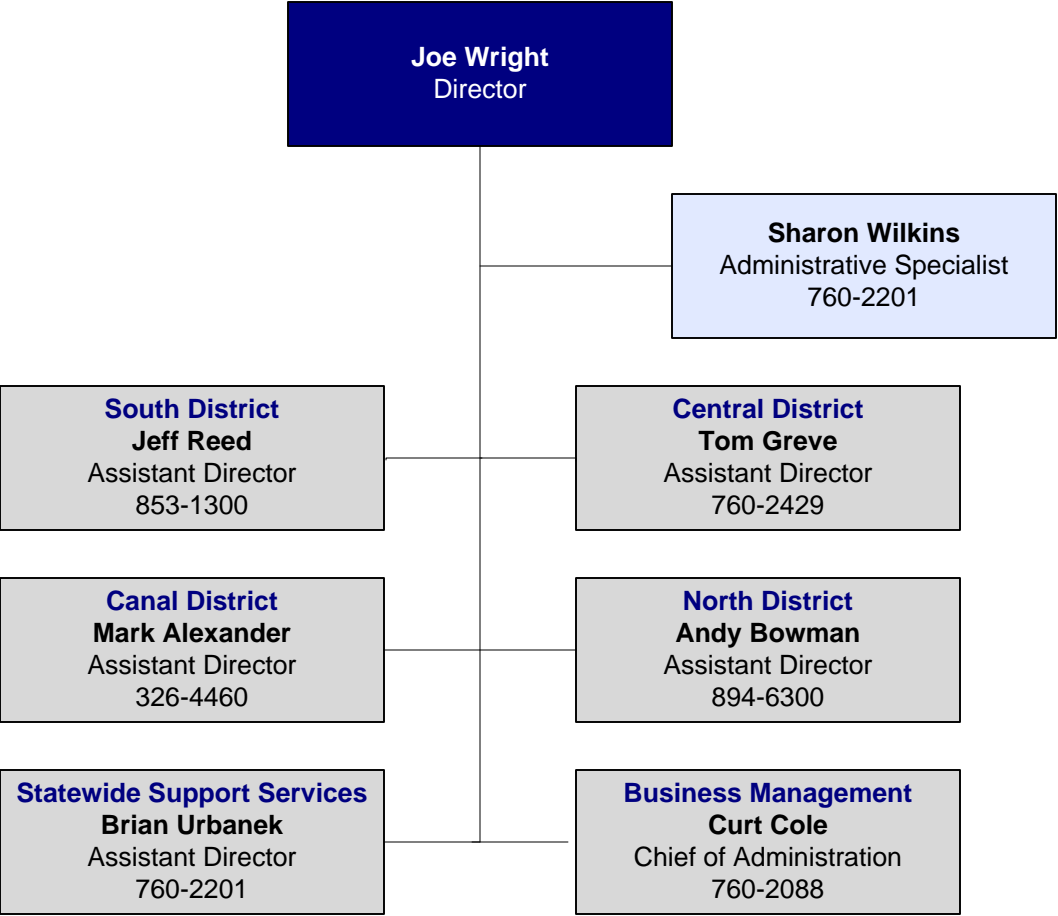 Joe Wright
Director
Sharon Wilkins
Administrative Specialist
760-2201
South District
Jeff Reed
Assistant Director
853-1300
Central District
Tom Greve
Assistant Director
760-2429
Canal District
Mark Alexander
Assistant Director
326-4460
North District
Andy Bowman
Assistant Director
894-6300
Statewide Support Services
Brian Urbanek
Assistant Director
760-2201
Business Management
Curt Cole
Chief of Administration
760-2088